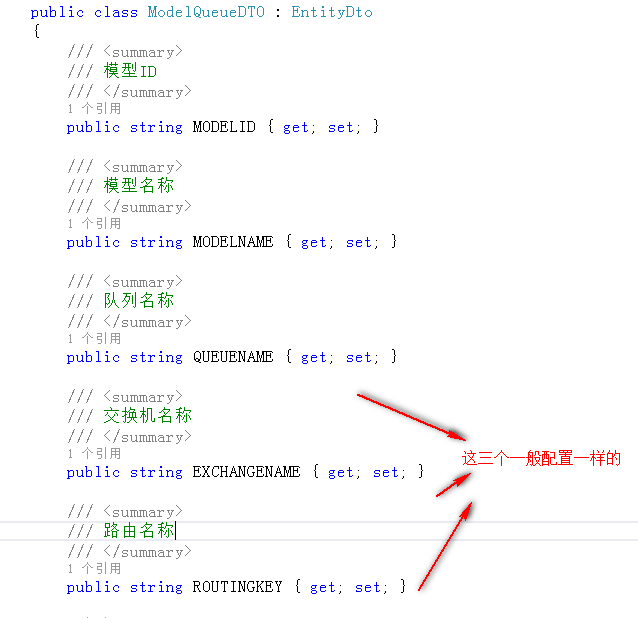 public class ModelQueueDTO : EntityDto
{
/// <summary>
/// 模型ID
/// </summary>
1 个引用
public string MODELID { get; set; }
/// <summary>
/// 模型名称
/// </summary>
1 个引用
public string MODELNAME { get; set; }
/// <summary>
/// 队列名称
/// </summary>
1 个引用
public string QUEUENAME { get; set; }
/// <summary>
/// 交换机名称
/// </summary>
1 个引用
public string EXCHANGENAME { get; set; }
这三个一般配置一样的
/// <summary>
/// 路由名称
/// </summary>
1 个引用
public string ROUTINGKEY { get; set; }